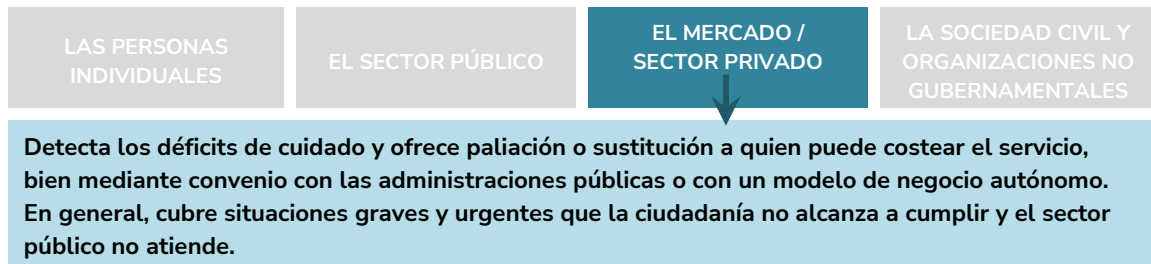 LAS PERSONAS
INDIVIDUALES
EL SECTOR PÚBLICO
EL MERCADO /
SECTOR PRIVADO
LA SOCIEDAD CIVIL Y
ORGANIZACIONES NO
GUBERNAMENTALES
Detecta los déficits de cuidado y ofrece paliación o sustitución a quien puede costear el servicio,
bien mediante convenio con las administraciones públicas o con un modelo de negocio autónomo.
En general, cubre situaciones graves y urgentes que la ciudadanía no alcanza a cumplir y el sector
público no atiende.